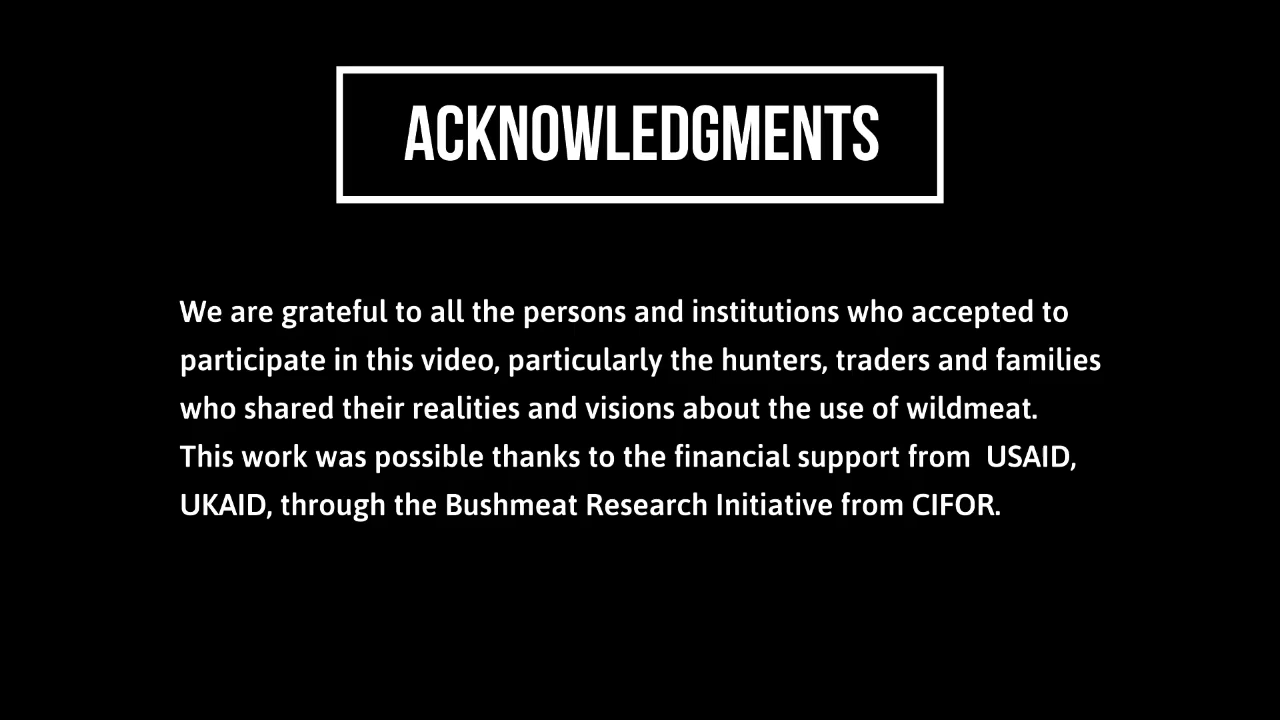 ACKNOWLEDGMENTS
We are grateful to all the persons and institutions who accepted to
participate in this video, particularly the hunters, traders and families
who shared their realities and visions about the use of wildmeat.
This work was possible thanks to the financial support from  USAID,
UKAID, through the Bushmeat Research Initiative from CIFOR.